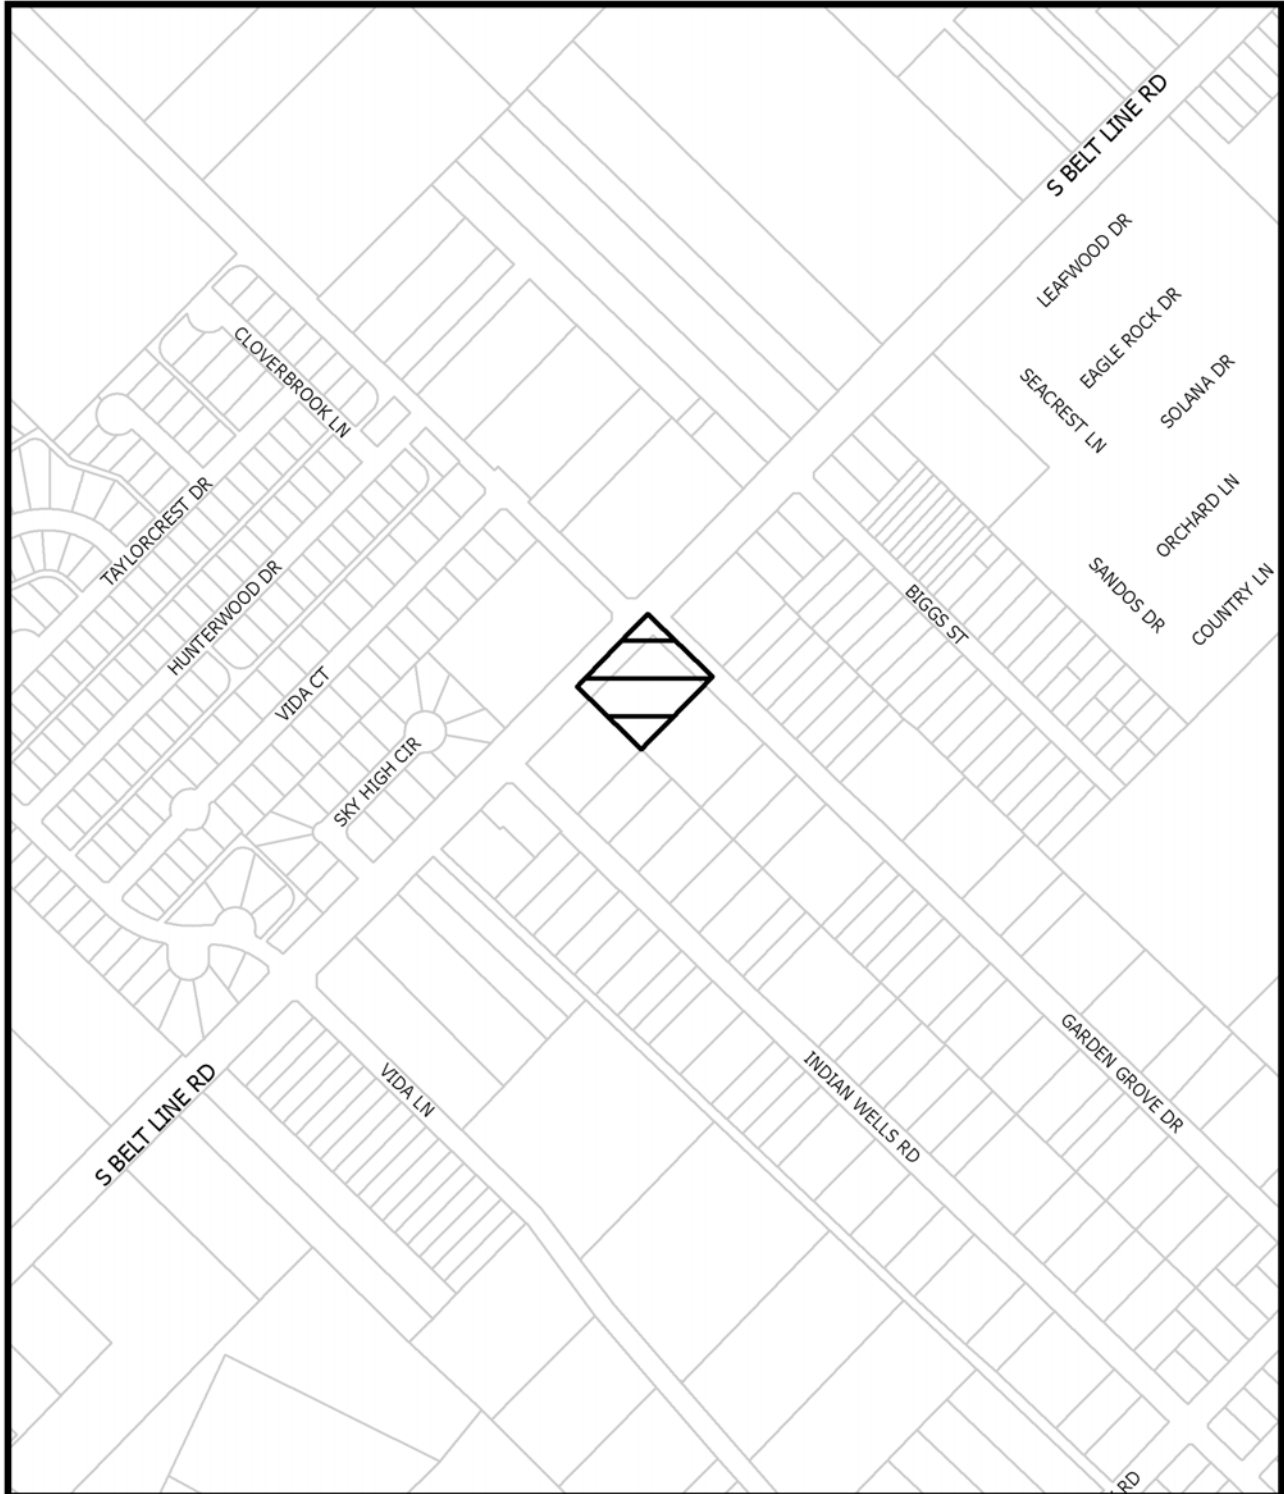 S BELT LINE RD
LEAFWOOD DR
EAGLE ROCK DR
SEACREST LN
SOLANA DR
CLOVERBROOK LN
TAYLORCREST DR
ORCHARD LN
HUNTERWOOD DR
BIGGS ST
SANDOS DR
COUNTRY LN
VIDA CT
SKY HIGH CIR
GARDEN GROVE DR
INDIAN WELLS RD
VIDA LN
S BELT LINE RD
RD